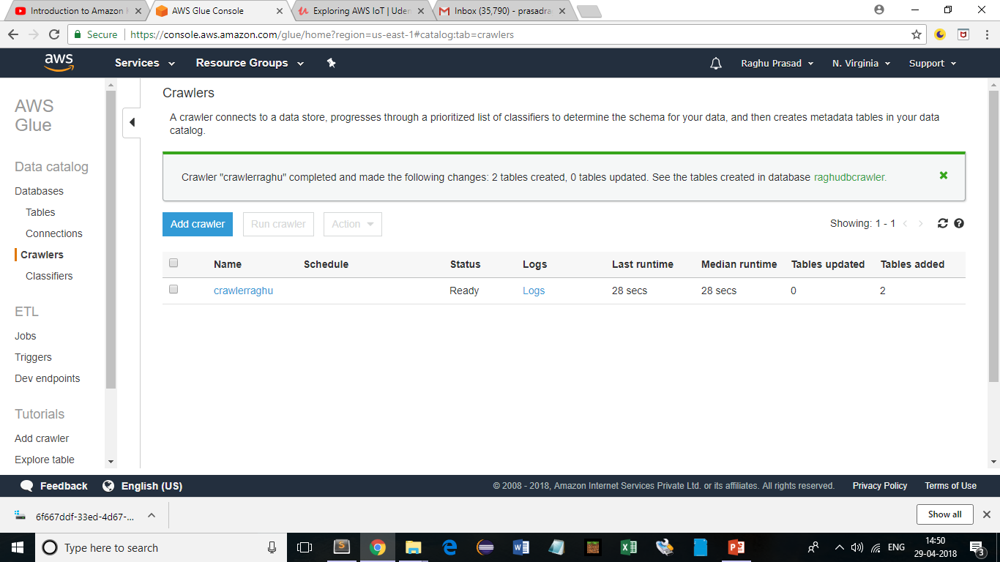 Introduction to Amazon
AWS Glue Console
Exploring AWS IoT | Uder
Inbox (35,790) - prasadra
Secure
https://console.aws.amazon.com/glue/home?region=us-east-1#catalog:tab=crawlers
aws
Services
Resource Groups
Raghu Prasad
N. Virginia
Support
AWS
Glue
Data catalog
Databases
Tables
Connections
Crawlers
Classifiers
ETL
Jobs
Triggers
Dev endpoints
Tutorials
Add crawler
Explore table
Crawlers
A crawler connects to a data store, progresses through a prioritized list of classifiers to determine the schema for your data, and then creates metadata tables in your data
catalog.
Crawler "crawlerraghu" completed and made the following changes: 2 tables created, 0 tables updated. See the tables created in database raghudbcrawler.
Add crawler
Run crawler
Action
Showing: 1 - 1
Name Schedule Status Logs Last runtime Median runtime Tables updated Tables added
crawlerraghu Ready Logs 28 secs 28 secs 0 2
Feedback
English (US)
© 2008 - 2018, Amazon Internet Services Private Ltd. or its affiliates. All rights reserved.
Privacy Policy
Terms of Use
6f667ddf-33ed-4d67-...
Show all
Type here to search
ENG
14:50
29-04-2018
3